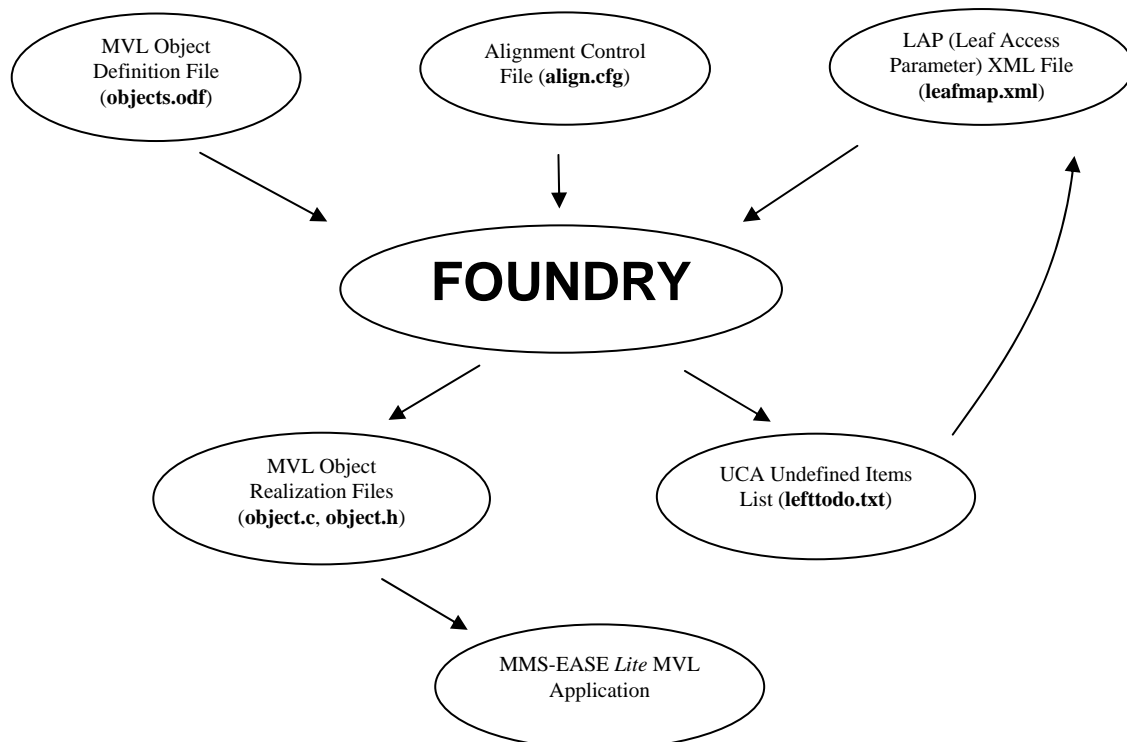 MVL Object
Definition File
(objects.odf)
Alignment Control
File (align.cfg)
LAP (Leaf Access
Parameter) XML File
(leafmap.xml)
FOUNDRY
MVL Object
Realization Files
(object.c, object.h)
UCA Undefined Items
List (lefttodo.txt)
MMS-EASE Lite MVL
Application